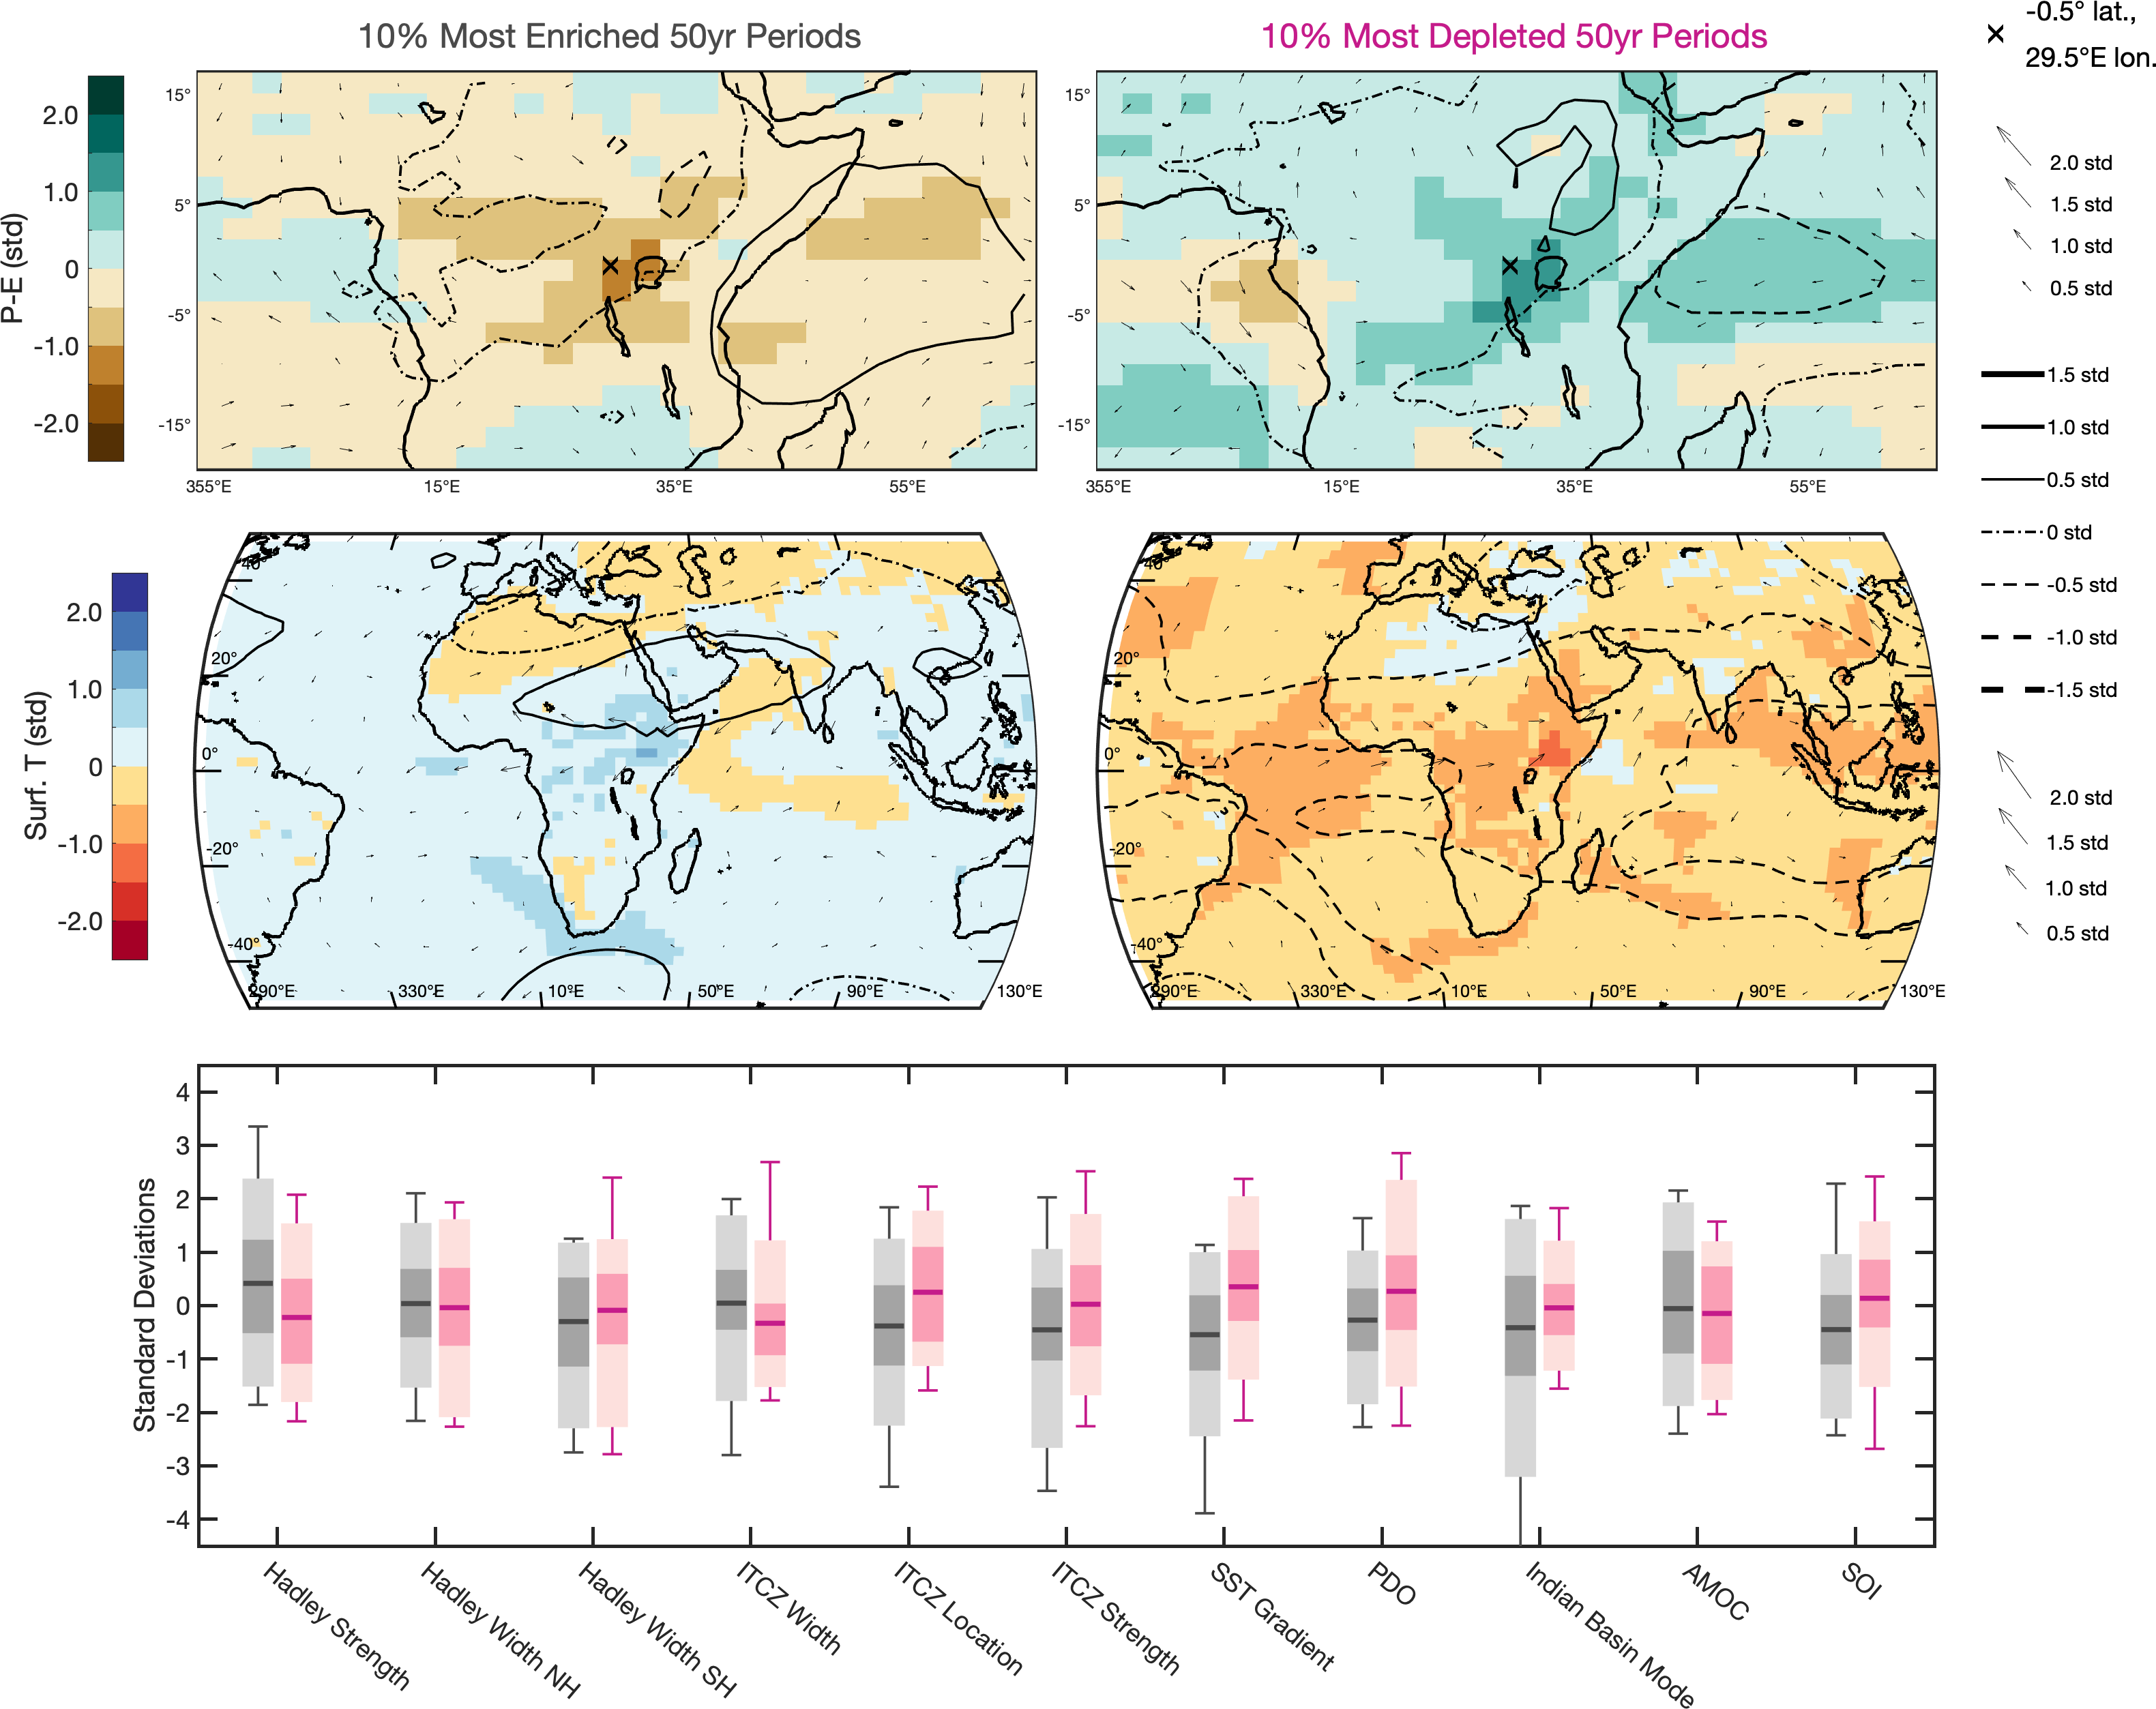 10% Most Enriched 50yr Periods
10% Most Depleted 50yr Periods
-0.5° lat.,
29.5°E lon.
P-E (std)
2.0
1.0
0
-1.0
-2.0
15°
5°
-5°
-15°
355°E
15°E
35°E
55°E
15°
5°
-5°
-15°
355°E
15°E
35°E
55°E
2.0 std
1.5 std
1.0 std
0.5 std
1.5 std
1.0 std
0.5 std
0 std
-0.5 std
-1.0 std
-1.5 std
2.0 std
1.5 std
1.0 std
0.5 std
Surf. T (std)
2.0
1.0
0
-1.0
-2.0
40°
20°
0°
-20°
-40°
290°E
330°E
10°E
50°E
90°E
130°E
40°
20°
0°
-20°
-40°
290°E
330°E
10°E
50°E
90°E
130°E
Standard Deviations
4
3
2
1
0
-1
-2
-3
-4
Hadley Strength
Hadley Width NH
Hadley Width SH
ITCZ Width
ITCZ Location
ITCZ Strength
SST Gradient
PDO
Indian Basin Mode
AMOC
SOI